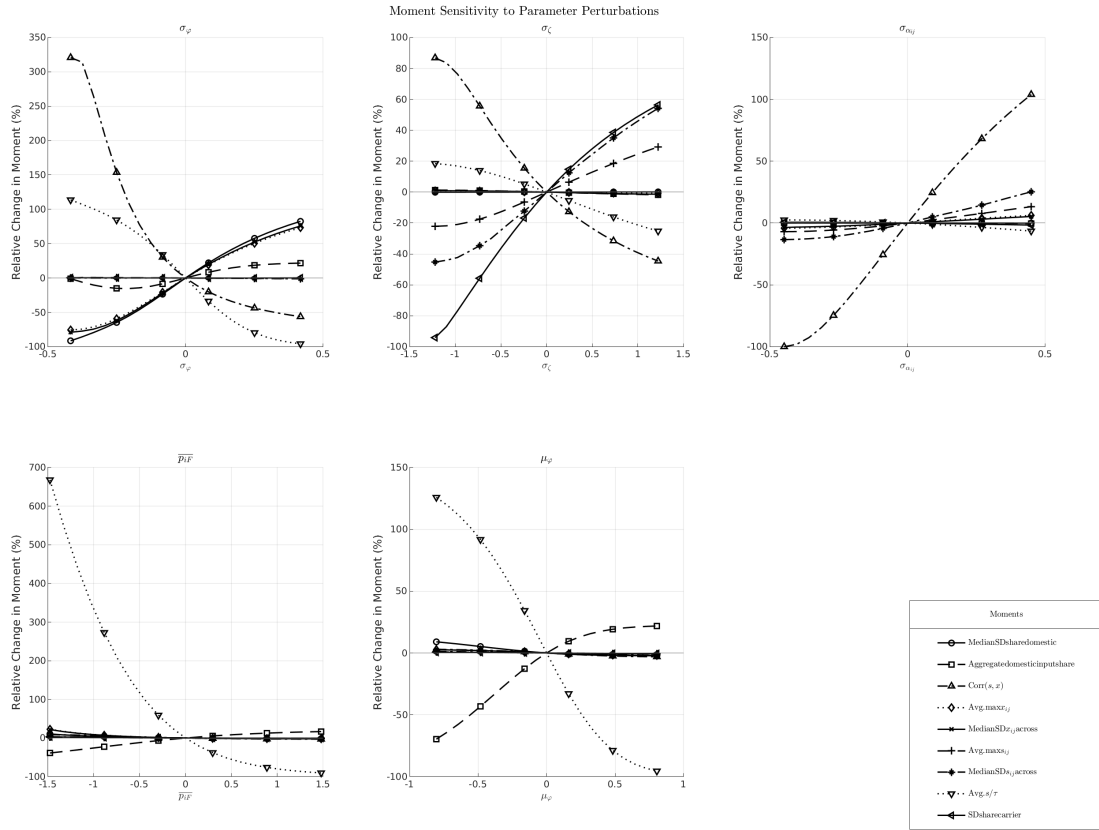 Moment Sensitivity to Parameter Perturbations
σ_φ
350
300
250
200
150
100
50
0
-50
-100
-0.5
0
0.5
Relative Change in Moment (%)
σ_φ
σ_ζ
100
80
60
40
20
0
-20
-40
-60
-80
-100
-1.5
-1
-0.5
0
0.5
1
1.5
Relative Change in Moment (%)
σ_ζ
σ_{α_{ij}}
150
100
50
0
-50
-100
-0.5
0
0.5
Relative Change in Moment (%)
σ_{α_{ij}}
\overline{p_{iF}}
700
600
500
400
300
200
100
0
-100
-1.5
-1
-0.5
0
0.5
1
1.5
Relative Change in Moment (%)
\overline{p_{iF}}
μ_φ
150
100
50
0
-50
-100
-1
-0.5
0
0.5
1
Relative Change in Moment (%)
μ_φ
Moments
MedianSDsharedomestic
Aggregatedomesticinputshare
Corr(s, x)
Avg.maxr_{ij}
MedianSDx_{ij}across
Avg.maxs_{ij}
MedianSDs_{ij}across
Avg.s/τ
SDsharecarrier